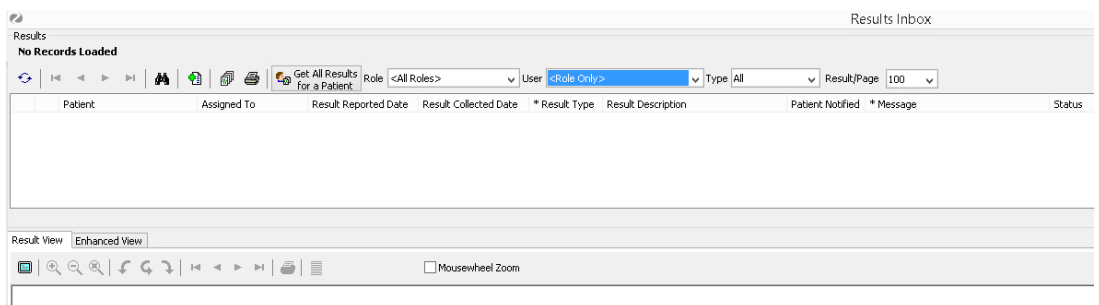 Results Inbox
Results
No Records Loaded
Get All Results for a Patient Role <All Roles> User <Role Only> Type All Result/Page 100
Patient Assigned To Result Reported Date Result Collected Date * Result Type Result Description Patient Notified * Message Status
Result View Enhanced View
Mousewheel Zoom